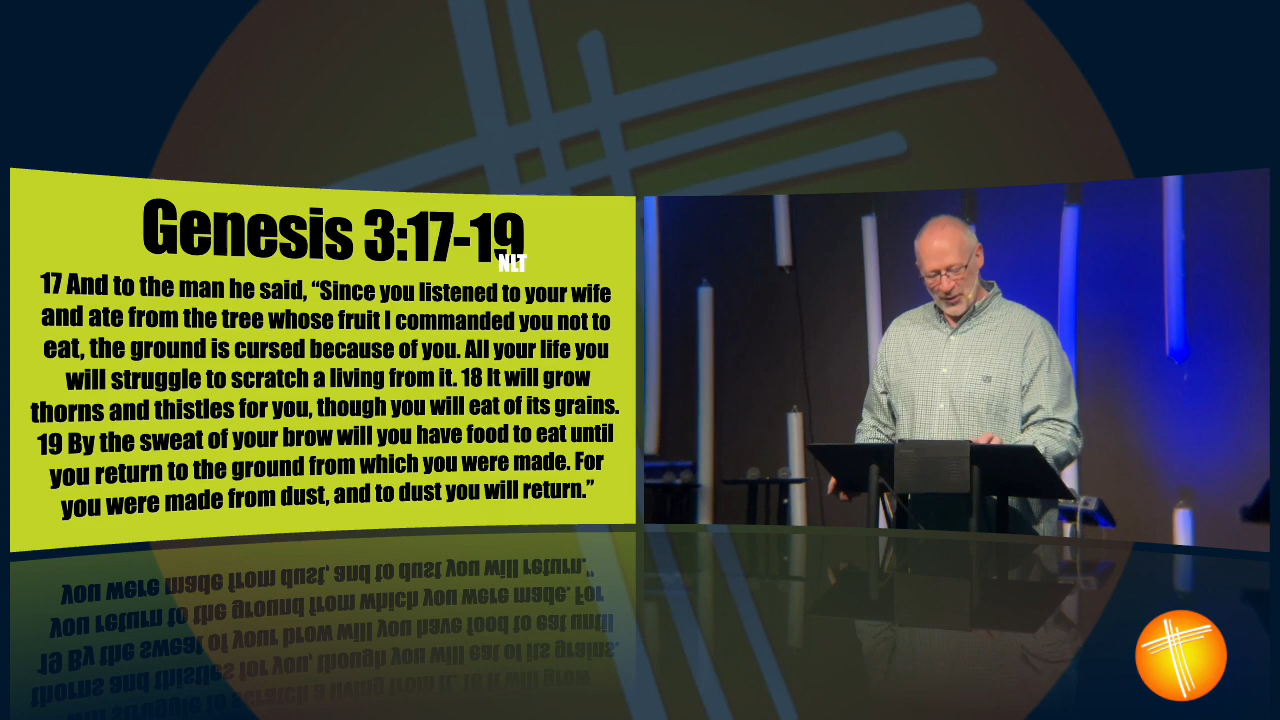 Genesis 3:17-19
NLT
17 And to the man he said, “Since you listened to your wife
and ate from the tree whose fruit I commanded you not to
eat, the ground is cursed because of you. All your life you
will struggle to scratch a living from it. 18 It will grow
thorns and thistles for you, though you will eat of its grains.
19 By the sweat of your brow will you have food to eat until
you return to the ground from which you were made. For
you were made from dust, and to dust you will return.”